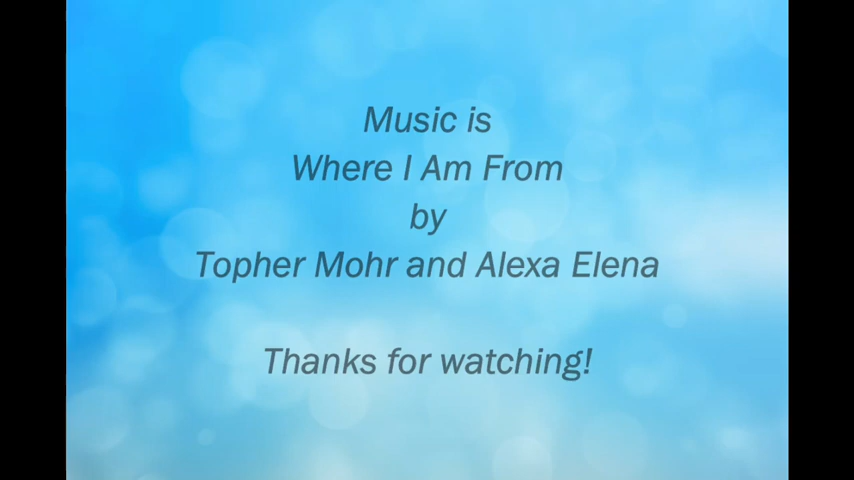 Music is
Where I Am From
by
Topher Mohr and Alexa Elena
Thanks for watching!